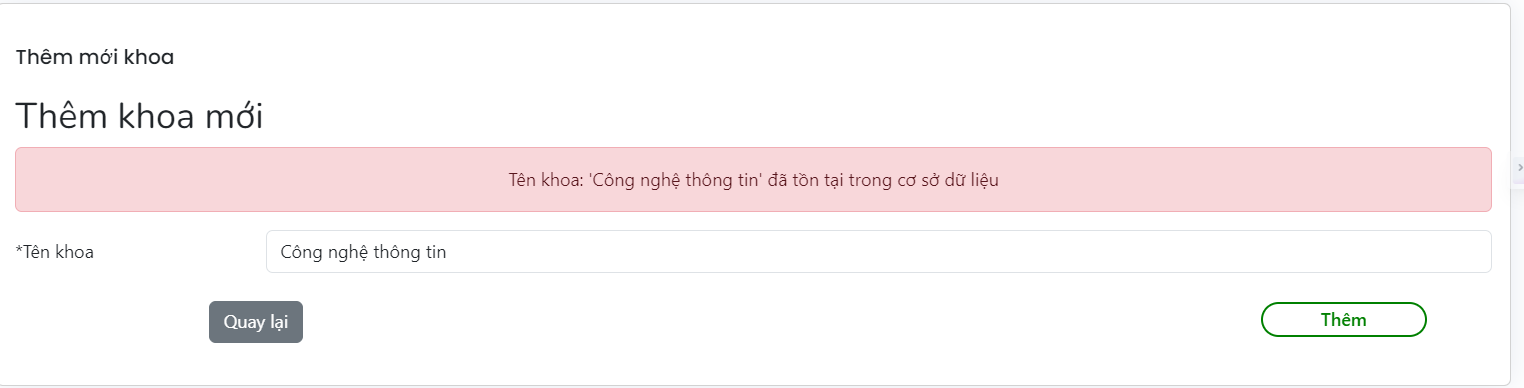 Thêm mới khoa
Thêm khoa mới
Tên khoa: 'Công nghệ thông tin' đã tồn tại trong cơ sở dữ liệu
*Tên khoa
Công nghệ thông tin
Quay lại
Thêm